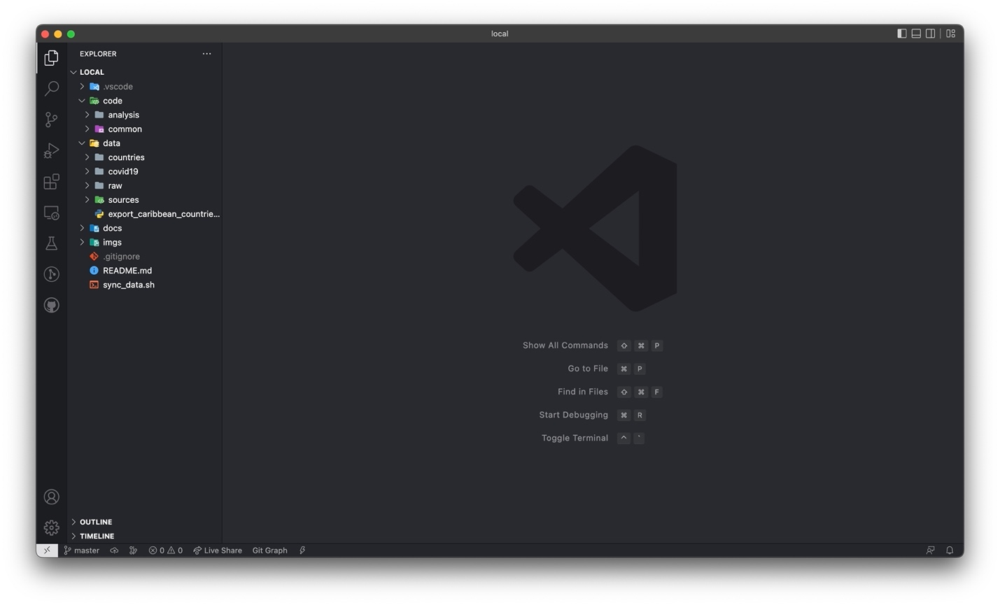 local
EXPLORER
LOCAL
.vscode
code
analysis
common
data
countries
covid19
raw
sources
export_caribbean_countrie...
docs
imgs
.gitignore
README.md
sync_data.sh
Show All Commands ⇧ ⌘ P
Go to File ⌘ P
Find in Files ⇧ ⌘ F
Start Debugging ⌘ R
Toggle Terminal ^ `
OUTLINE
TIMELINE
master 0 0 Live Share Git Graph